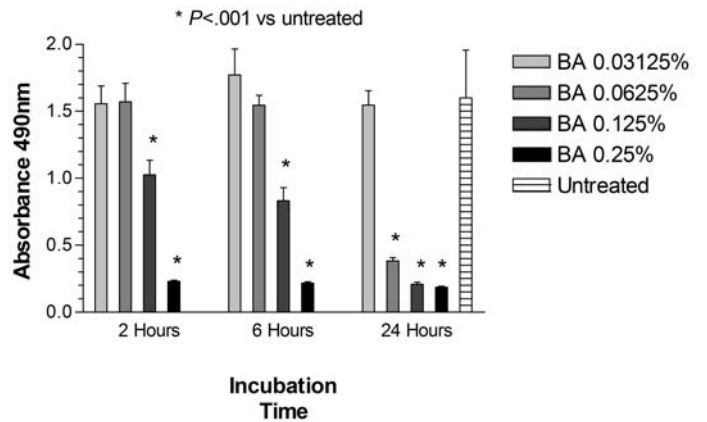 * P<.001 vs untreated
2.0
1.5
1.0
0.5
0.0
Absorbance 490nm
*
*
*
*
*
*
*
2 Hours
6 Hours
24 Hours
Incubation
Time
BA 0.03125%
BA 0.0625%
BA 0.125%
BA 0.25%
Untreated